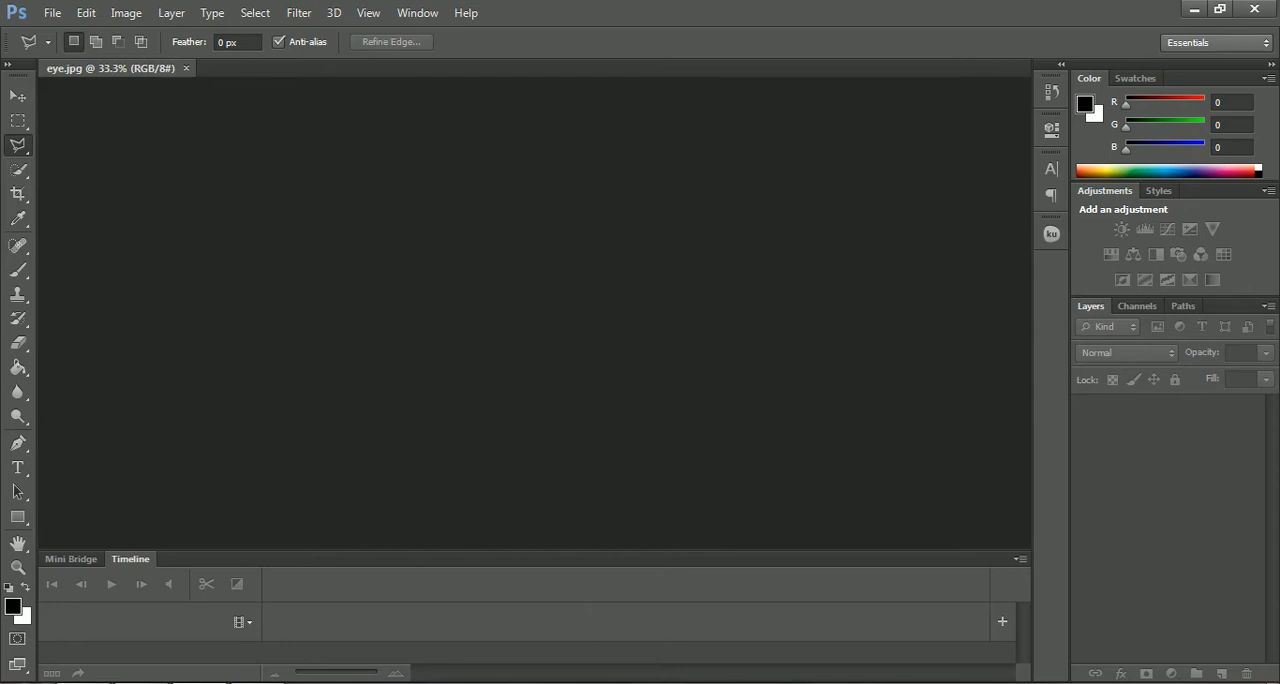 Ps File Edit Image Layer Type Select Filter 3D View Window Help
Feather: 0 px Anti-alias Refine Edge... Essentials
eye.jpg @ 33.3% (RGB/8#) ×
Color Swatches
R 0
G 0
B 0
Adjustments Styles
Add an adjustment
Layers Channels Paths
Kind
Normal Opacity:
Lock: Fill:
ku
Mini Bridge Timeline